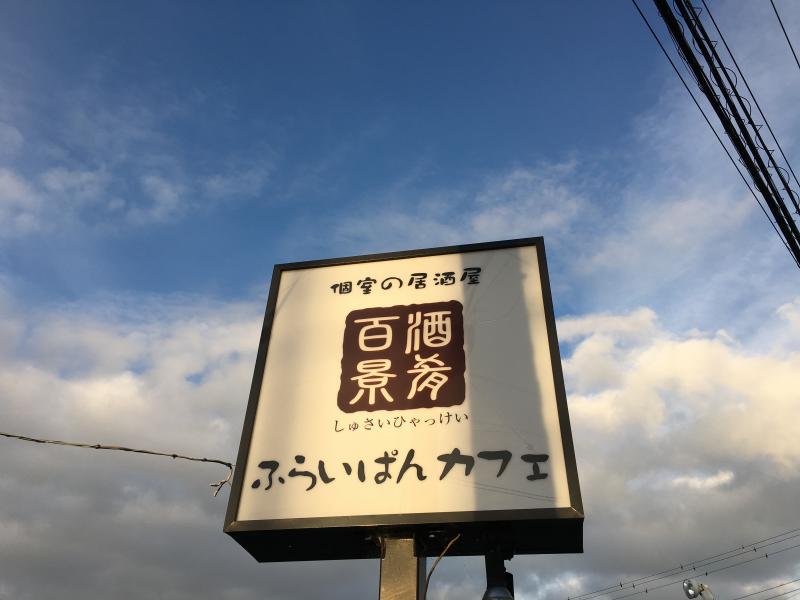 個室の居酒屋
酒肴
百景
しゅさいひゃっけい
ふらいぱんカフェ